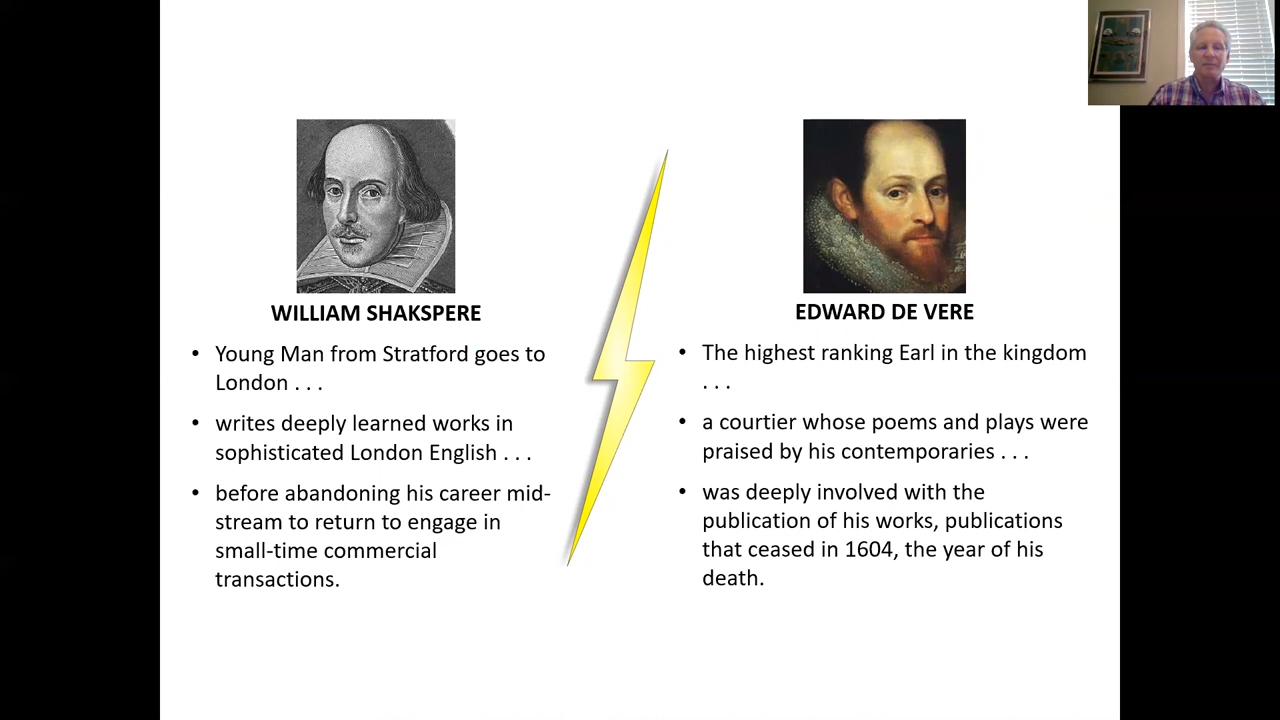 WILLIAM SHAKSPERE
• Young Man from Stratford goes to
London . . .
• writes deeply learned works in
sophisticated London English . . .
• before abandoning his career mid-
stream to return to engage in
small-time commercial
transactions.
EDWARD DE VERE
• The highest ranking Earl in the kingdom
. . .
• a courtier whose poems and plays were
praised by his contemporaries . . .
• was deeply involved with the
publication of his works, publications
that ceased in 1604, the year of his
death.